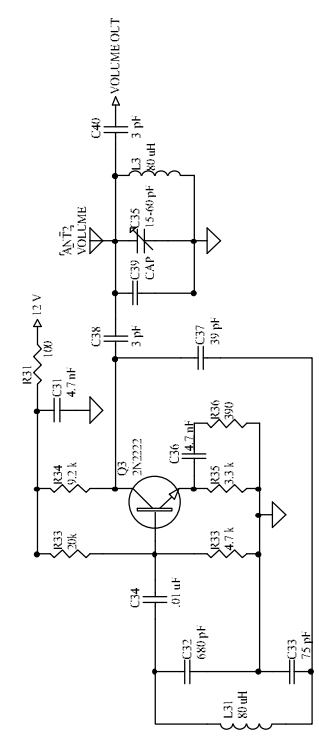 VOLUME OUT
C40
3 pF
L3
80 uH
ANT2
VOLUME
C35
15-60 pF
C39
CAP
12 V
R31
100
C38
3 pF
C37
39 pF
C31
4.7 nF
R34
9.2 k
Q3
2N2222
C36
4.7 nF
R36
390
R35
3.3 k
R33
20k
R33
4.7 k
C34
.01 uF
C32
680 pF
C33
75 pF
L31
80 uH